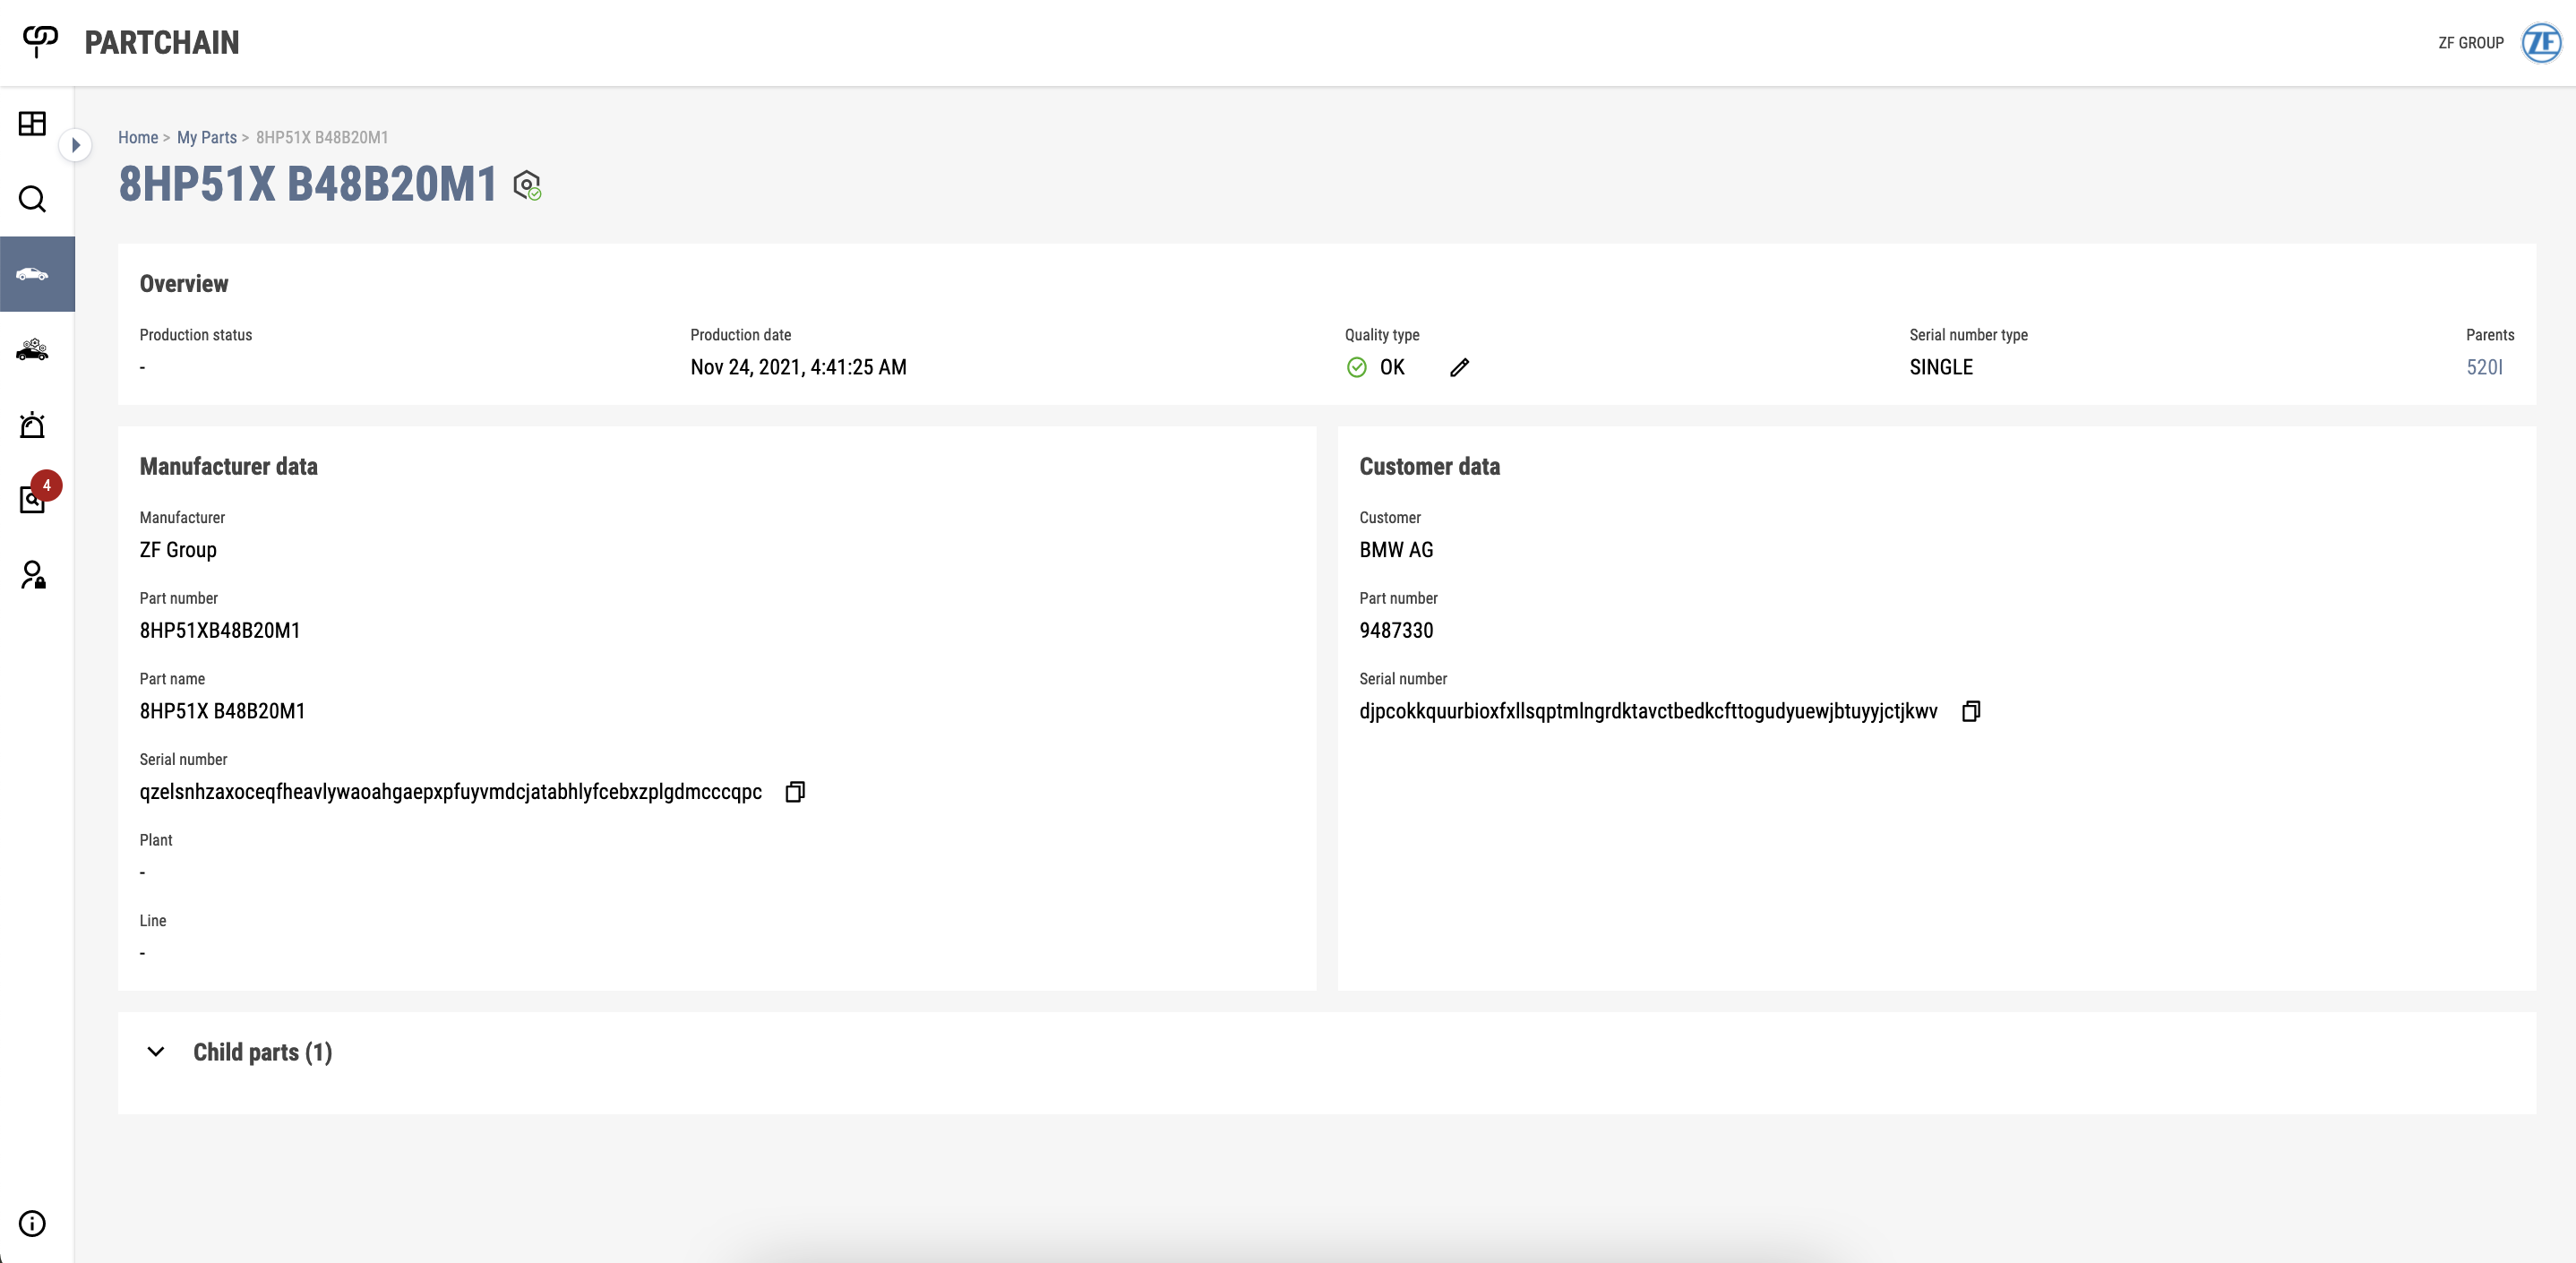 PARTCHAIN
ZF GROUP
ZF
Home > My Parts > 8HP51X B48B20M1
8HP51X B48B20M1
Overview
Production status
-
Production date
Nov 24, 2021, 4:41:25 AM
Quality type
OK
Serial number type
SINGLE
Parents
520I
4
Manufacturer data
Manufacturer
ZF Group
Part number
8HP51XB48B20M1
Part name
8HP51X B48B20M1
Serial number
qzelsnhzaxoceqfheavlywaoahgaepxpfuyvmdcjatabhlyfcebxzplgdmcccqpc
Plant
-
Line
-
Customer data
Customer
BMW AG
Part number
9487330
Serial number
djpcokkquurbioxfxllsqptmlngrdktavctbedkcfttogudyuewjbtuyyjctjkwv
Child parts (1)